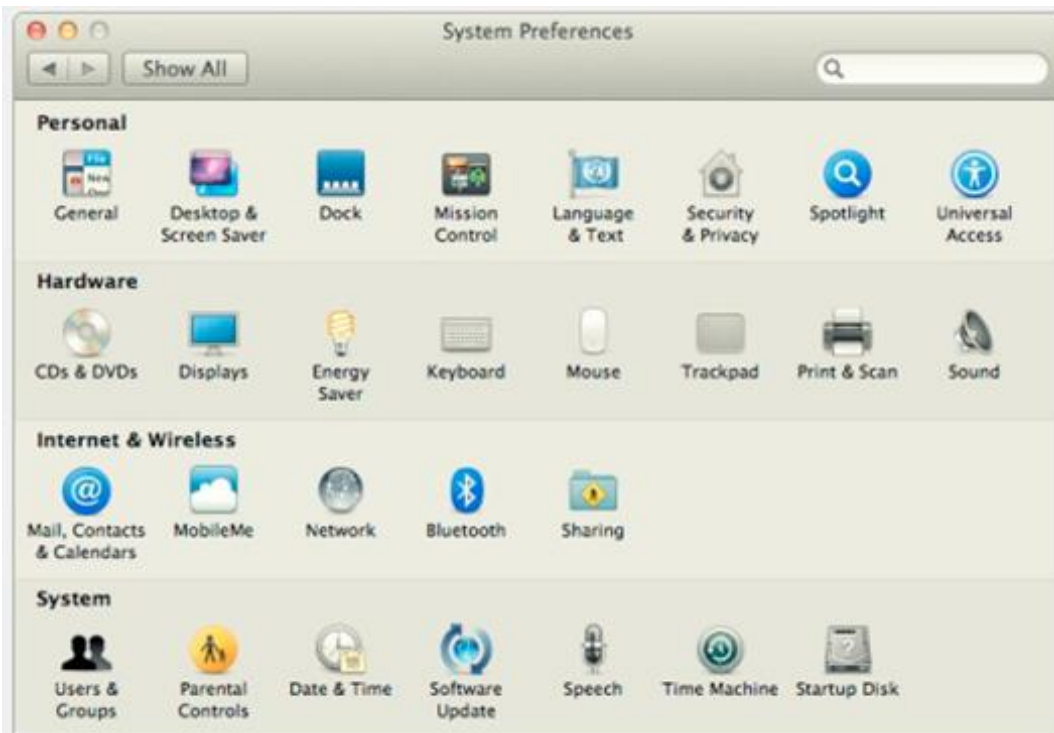 System Preferences
Show All
Personal
General
Desktop &
Screen Saver
Dock
Mission
Control
Language
& Text
Security
& Privacy
Spotlight
Universal
Access
Hardware
CDs & DVDs
Displays
Energy
Saver
Keyboard
Mouse
Trackpad
Print & Scan
Sound
Internet & Wireless
@
Mail, Contacts
& Calendars
MobileMe
Network
Bluetooth
Sharing
System
Users &
Groups
Parental
Controls
Date & Time
Software
Update
Speech
Time Machine
?
Startup Disk